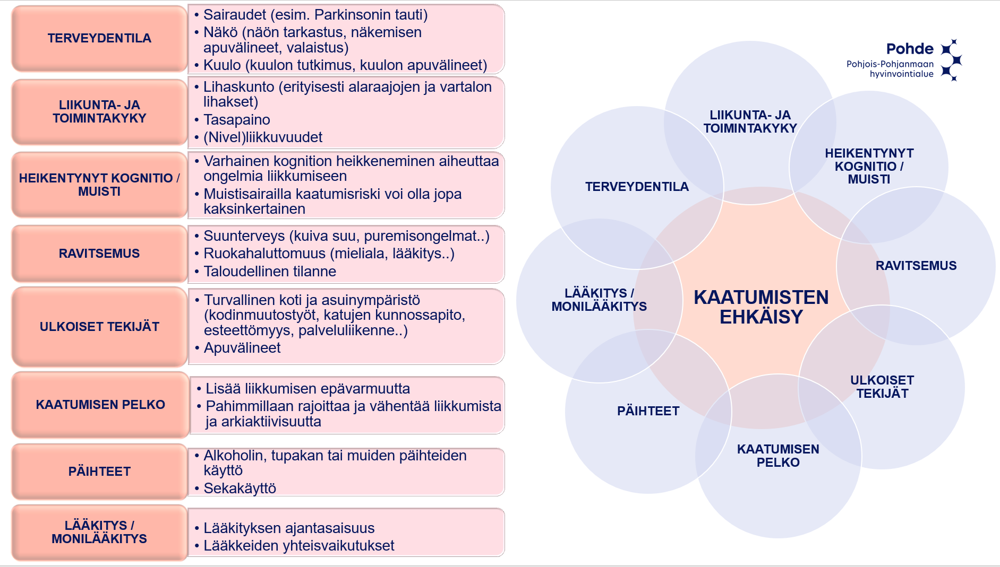 TERVEYDENTILA
• Sairaudet (esim. Parkinsonin tauti)
• Näkö (näön tarkastus, näkemisen
apuvälineet, valaistus)
• Kuulo (kuulon tutkimus, kuulon apuvälineet)
LIIKUNTA- JA
TOIMINTAKYKY
• Lihaskunto (erityisesti alaraajojen ja vartalon
lihakset)
• Tasapaino
• (Nivel)liikkuvuudet
HEIKENTYNYT KOGNITIO /
MUISTI
• Varhainen kognition heikkeneminen aiheuttaa
ongelmia liikkumiseen
• Muistisairailla kaatumisriski voi olla jopa
kaksinkertainen
RAVITSEMUS
• Suunterveys (kuiva suu, puremisongelmat..)
• Ruokahaluttomuus (mieliala, lääkitys..)
• Taloudellinen tilanne
ULKOISET TEKIJÄT
• Turvallinen koti ja asuinympäristö
(kodinmuutostyöt, katujen kunnossapito,
esteettömyys, palveluliikenne..)
• Apuvälineet
KAATUMISEN PELKO
• Lisää liikkumisen epävarmuutta
• Pahimmillaan rajoittaa ja vähentää liikkumista
ja arkiaktiivisuutta
PÄIHTEET
• Alkoholin, tupakan tai muiden päihteiden
käyttö
• Sekakäyttö
LÄÄKITYS /
MONILÄÄKITYS
• Lääkityksen ajantasaisuus
• Lääkkeiden yhteisvaikutukset
Pohde
Pohjois-Pohjanmaan
hyvinvointialue
LIIKUNTA- JA
TOIMINTAKYKY
HEIKENTYNYT
KOGNITIO /
MUISTI
RAVITSEMUS
ULKOISET
TEKIJÄT
KAATUMISEN
PELKO
PÄIHTEET
LÄÄKITYS /
MONILÄÄKITYS
TERVEYDENTILA
KAATUMISTEN
EHKÄISY